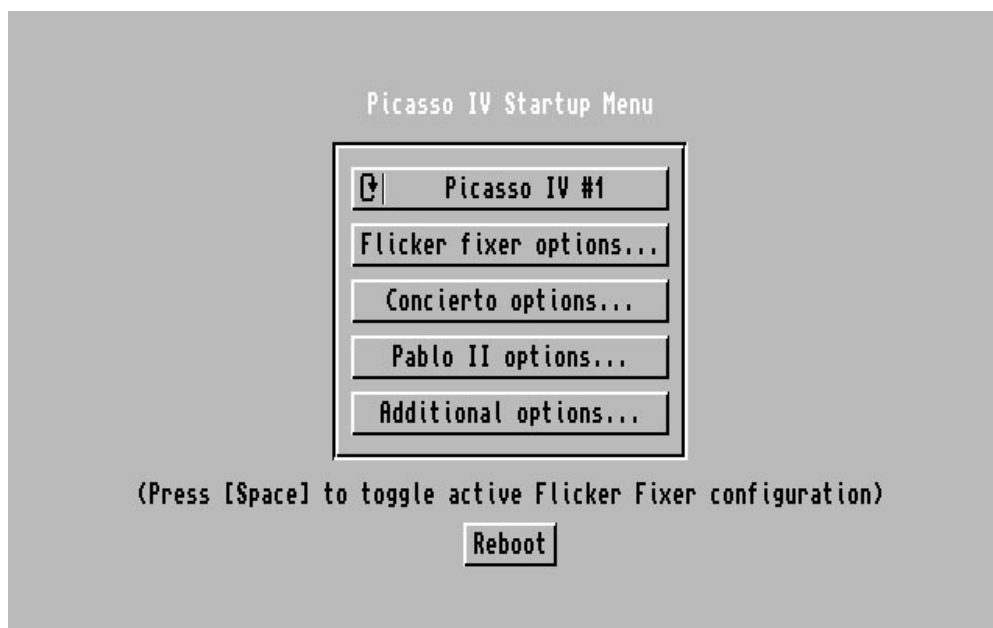 Picasso IV Startup Menu
Picasso IV #1
Flicker fixer options...
Concierto options...
Pablo II options...
Additional options...
(Press [Space] to toggle active Flicker Fixer configuration)
Reboot